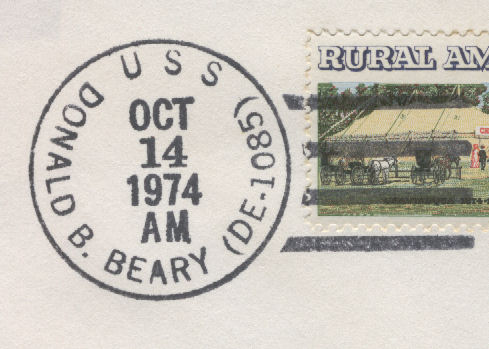 USS
DONALD B. BEARY (DE-1085)
OCT
14
1974
AM
RURAL AM